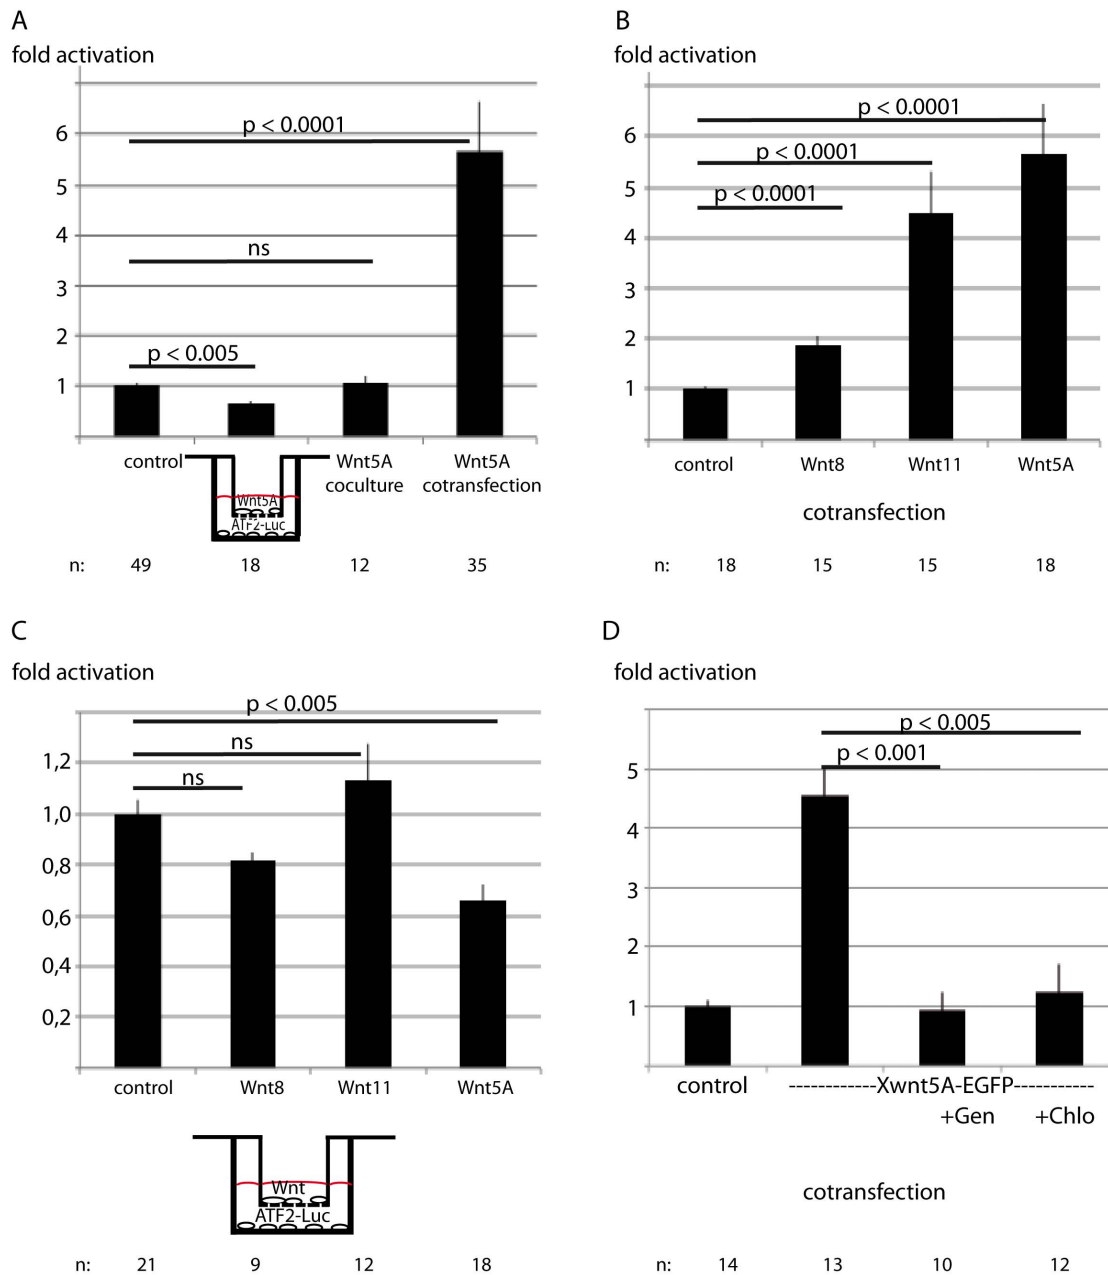 A
fold activation
6
5
4
3
2
1
p < 0.0001
ns
p < 0.005
control
Wnt5A
ATF2-Luc
Wnt5A
coculture
Wnt5A
cotransfection
n: 49 18 12 35
B
fold activation
6
5
4
3
2
1
p < 0.0001
p < 0.0001
p < 0.0001
control Wnt8 Wnt11 Wnt5A
cotransfection
n: 18 15 15 18
C
fold activation
1,2
1,0
0,8
0,6
0,4
0,2
p < 0.005
ns
ns
control Wnt8 Wnt11 Wnt5A
Wnt
ATF2-Luc
n: 21 9 12 18
D
fold activation
5
4
3
2
1
p < 0.005
p < 0.001
control -------------Xwnt5A-EGFP------------
+Gen +Chlo
cotransfection
n: 14 13 10 12